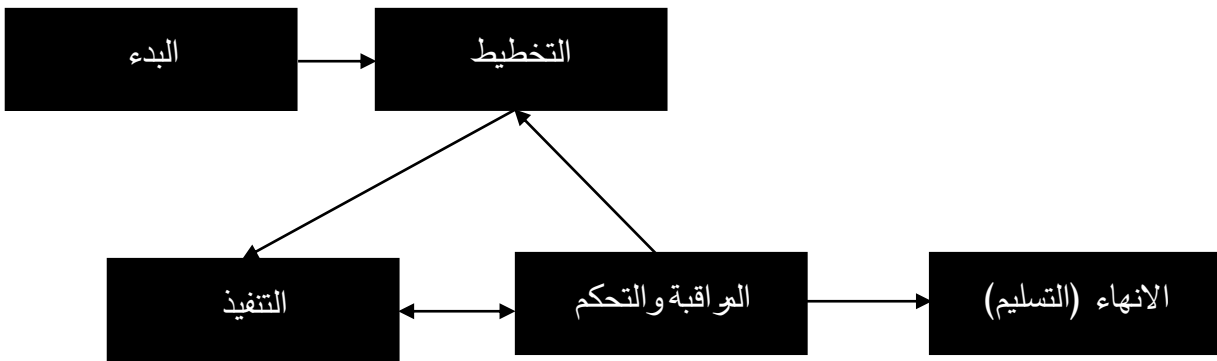 البدء
التخطيط
التنفيذ
المراقبة والتحكم
الانهاء (التسليم)